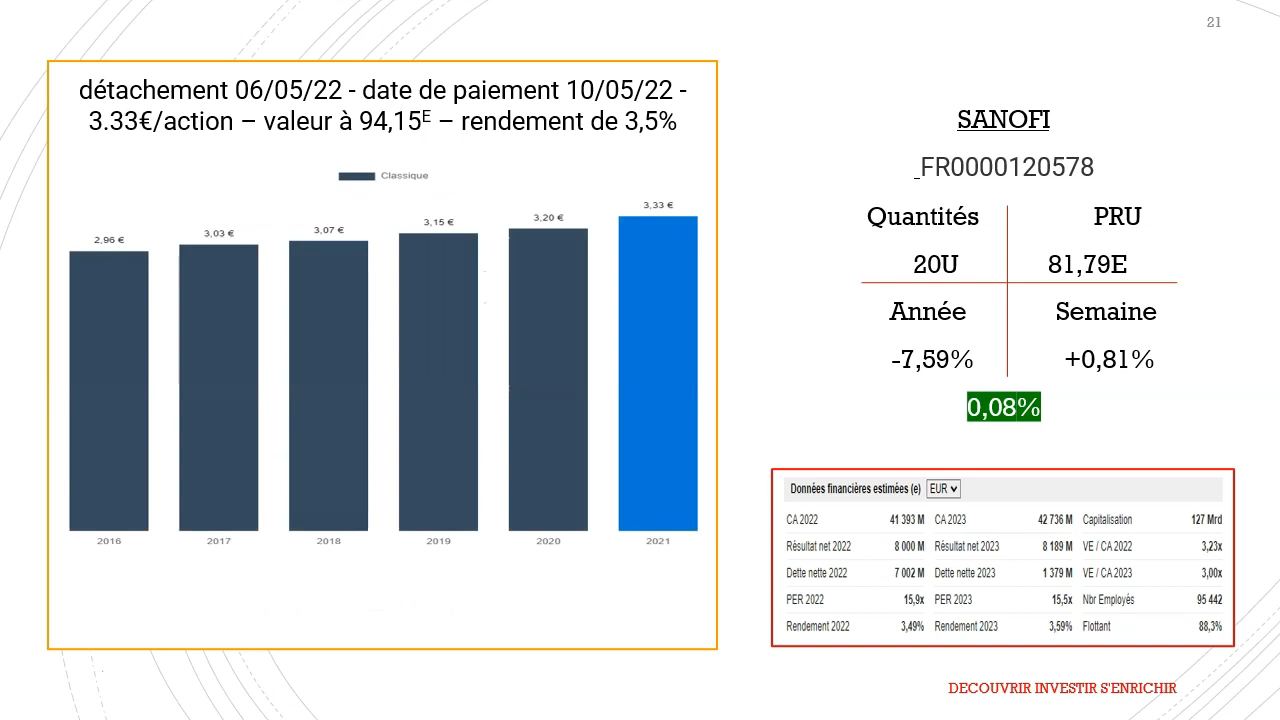 21
détachement 06/05/22 - date de paiement 10/05/22 -
3.33€/action – valeur à 94,15ᴱ – rendement de 3,5%
Classique
2,96 € 3,03 € 3,07 € 3,15 € 3,20 € 3,33 €
2016 2017 2018 2019 2020 2021
SANOFI
_FR0000120578
Quantités PRU
20U 81,79E
Année Semaine
-7,59% +0,81%
0,08%
Données financières estimées (e) EUR
CA 2022 41 393 M CA 2023 42 736 M Capitalisation 127 Mrd
Résultat net 2022 8 000 M Résultat net 2023 8 189 M VE / CA 2022 3,23x
Dette nette 2022 7 002 M Dette nette 2023 1 379 M VE / CA 2023 3,00x
PER 2022 15,9x PER 2023 15,5x Nbr Employés 95 442
Rendement 2022 3,49% Rendement 2023 3,59% Flottant 88,3%
DECOUVRIR INVESTIR S'ENRICHIR